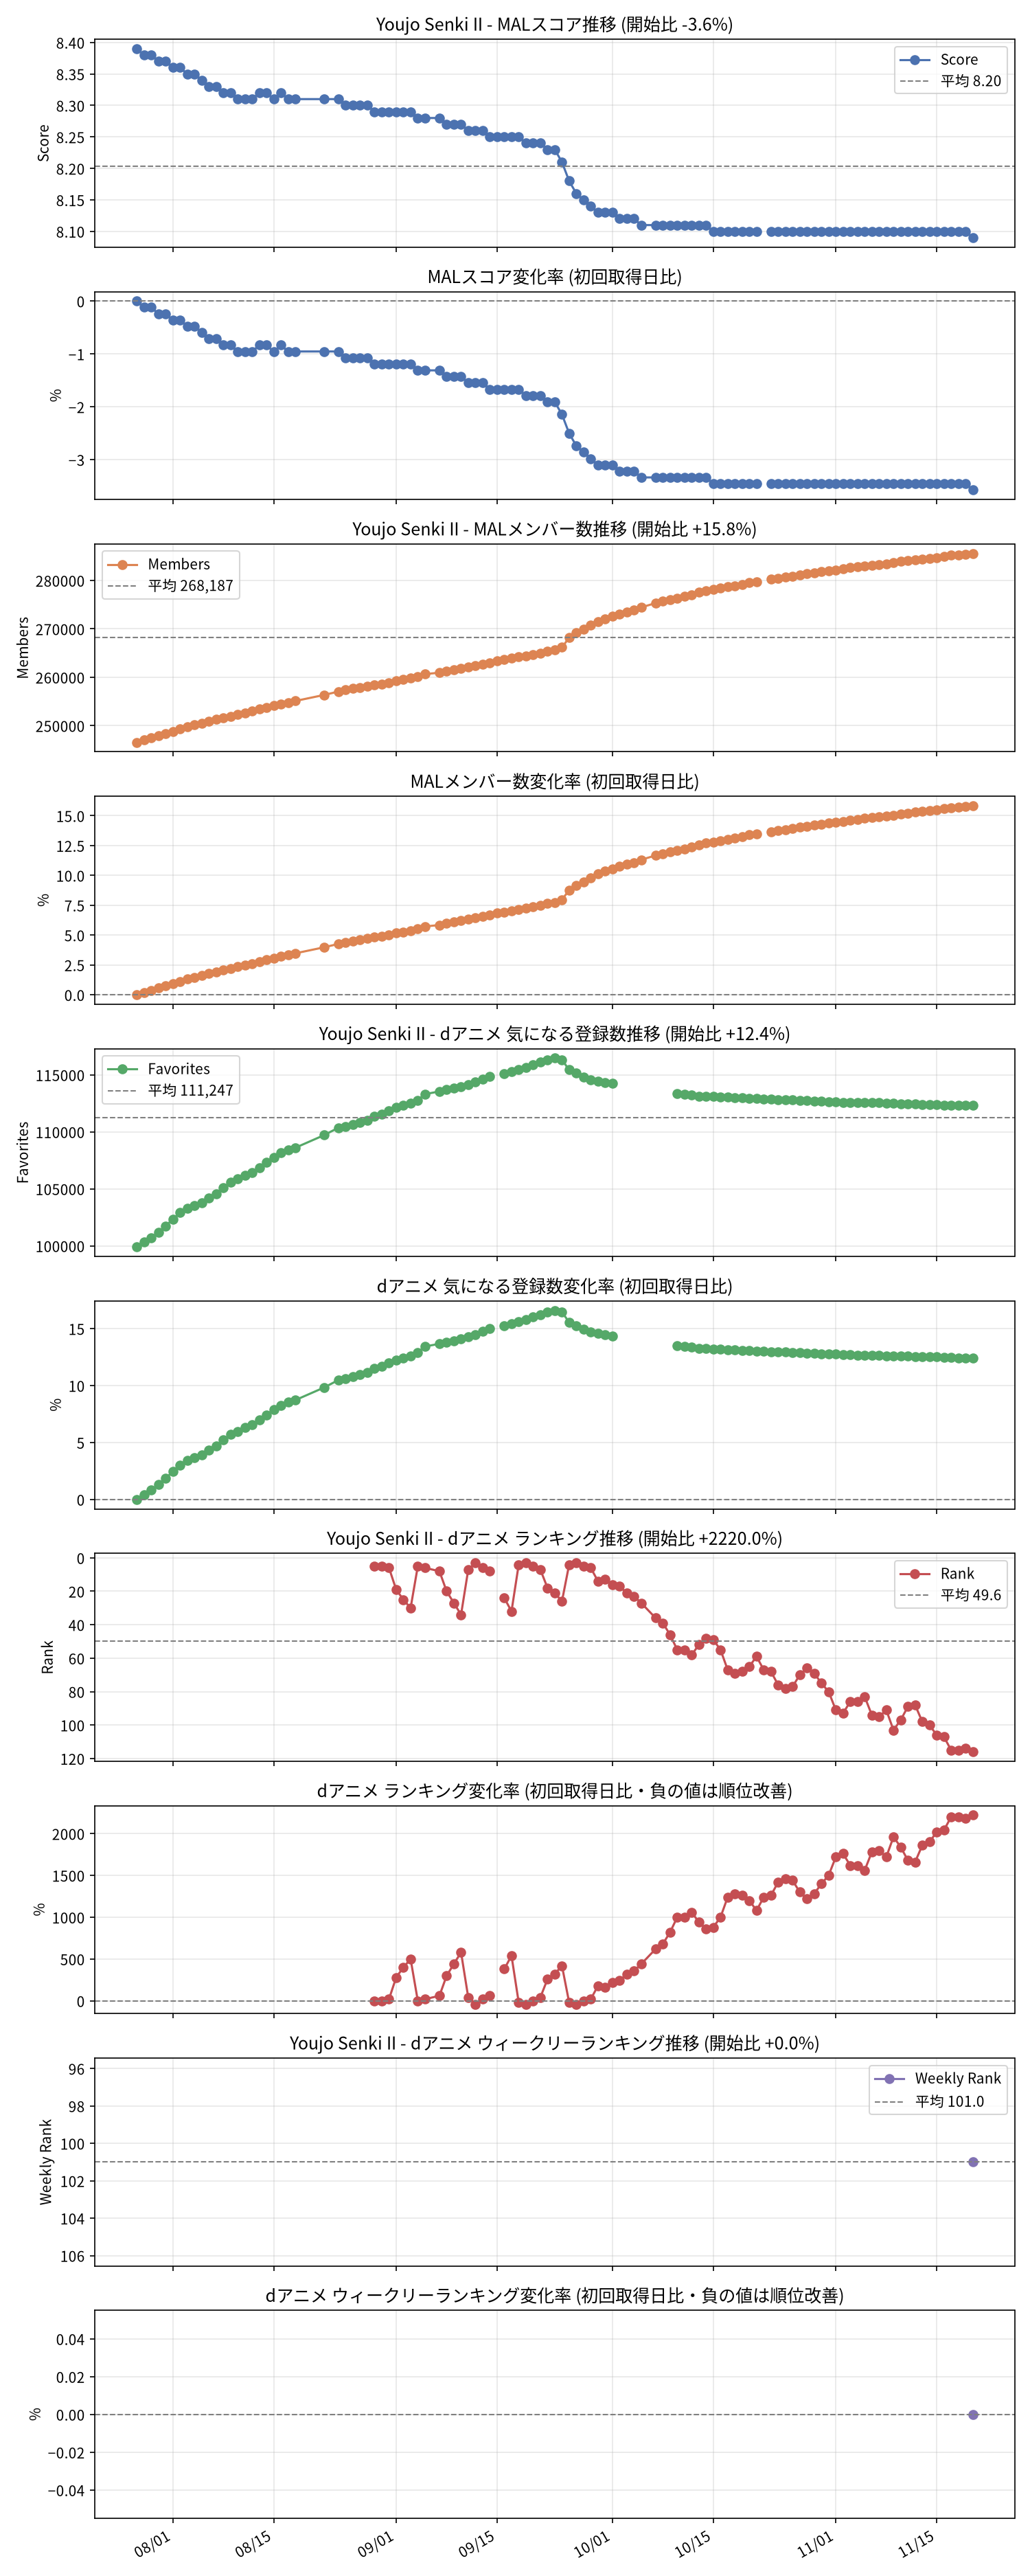 Youjo Senki II - MALスコア推移 (開始比 -3.6%)
8.40
8.35
8.30
8.25
8.20
8.15
8.10
Score
Score
平均 8.20
MALスコア変化率 (初回取得日比)
0
−1
−2
−3
%
Youjo Senki II - MALメンバー数推移 (開始比 +15.8%)
280000
270000
260000
250000
Members
Members
平均 268,187
MALメンバー数変化率 (初回取得日比)
15.0
12.5
10.0
7.5
5.0
2.5
0.0
%
Youjo Senki II - dアニメ 気になる登録数推移 (開始比 +12.4%)
115000
110000
105000
100000
Favorites
Favorites
平均 111,247
dアニメ 気になる登録数変化率 (初回取得日比)
15
10
5
0
%
Youjo Senki II - dアニメ ランキング推移 (開始比 +2220.0%)
0
20
40
60
80
100
120
Rank
Rank
平均 49.6
dアニメ ランキング変化率 (初回取得日比・負の値は順位改善)
2000
1500
1000
500
0
%
Youjo Senki II - dアニメ ウィークリーランキング推移 (開始比 +0.0%)
96
98
100
102
104
106
Weekly Rank
Weekly Rank
平均 101.0
dアニメ ウィークリーランキング変化率 (初回取得日比・負の値は順位改善)
0.04
0.02
0.00
−0.02
−0.04
%
08/01
08/15
09/01
09/15
10/01
10/15
11/01
11/15